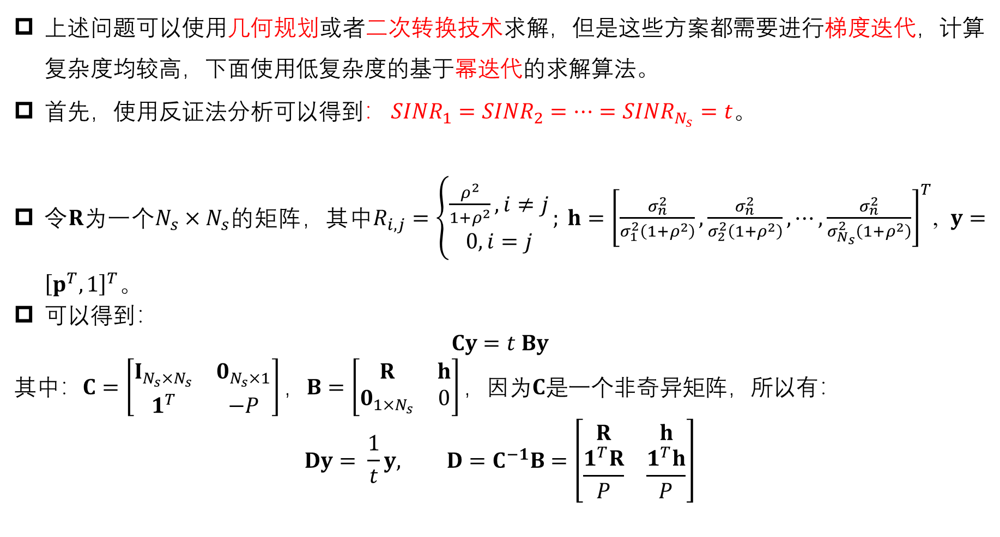 上述问题可以使用几何规划或者二次转换技术求解，但是这些方案都需要进行梯度迭代，计算
复杂度均较高，下面使用低复杂度的基于幂迭代的求解算法。
首先，使用反证法分析可以得到：$SINR_1 = SINR_2 = \cdots = SINR_{N_s} = t$。
令$\mathbf{R}$为一个$N_s \times N_s$的矩阵，其中$R_{i,j} = \begin{cases} \frac{\rho^2}{1+\rho^2}, i \neq j \\ 0, i = j \end{cases}$; $\mathbf{h} = \left[\frac{\sigma_n^2}{\sigma_1^2(1+\rho^2)}, \frac{\sigma_n^2}{\sigma_2^2(1+\rho^2)}, \cdots, \frac{\sigma_n^2}{\sigma_{N_s}^2(1+\rho^2)}\right]^T$，$\mathbf{y} =$
$[\mathbf{p}^T, 1]^T$。
可以得到：
$\mathbf{C}\mathbf{y} = t\ \mathbf{B}\mathbf{y}$
其中：$\mathbf{C} = \begin{bmatrix} \mathbf{I}_{N_s \times N_s} & \mathbf{0}_{N_s \times 1} \\ \mathbf{1}^T & -P \end{bmatrix}$，$\mathbf{B} = \begin{bmatrix} \mathbf{R} & \mathbf{h} \\ \mathbf{0}_{1 \times N_s} & 0 \end{bmatrix}$，因为$\mathbf{C}$是一个非奇异矩阵，所以有：
$\mathbf{D}\mathbf{y} = \frac{1}{t}\mathbf{y}, \quad \mathbf{D} = \mathbf{C}^{-1}\mathbf{B} = \begin{bmatrix} \mathbf{R} & \mathbf{h} \\ \frac{\mathbf{1}^T\mathbf{R}}{P} & \frac{\mathbf{1}^T\mathbf{h}}{P} \end{bmatrix}$